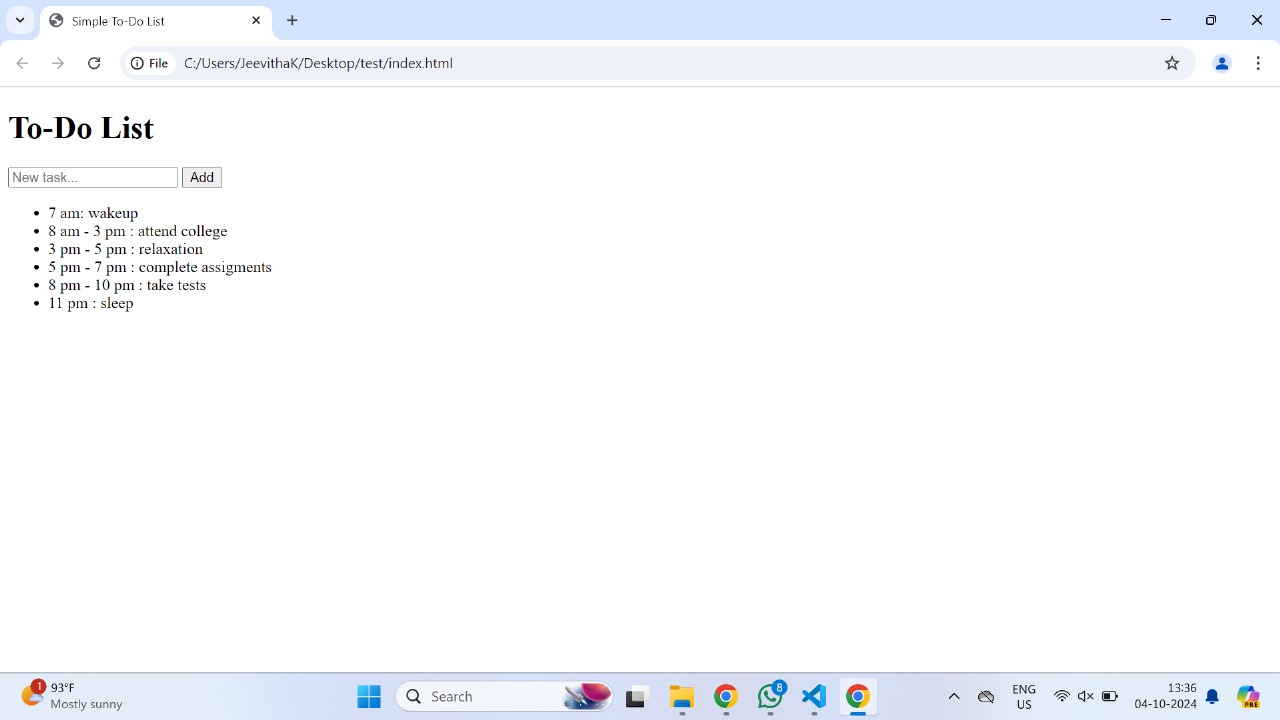 Simple To-Do List
File C:/Users/JeevithaK/Desktop/test/index.html
To-Do List
New task... Add
7 am: wakeup
8 am - 3 pm : attend college
3 pm - 5 pm : relaxation
5 pm - 7 pm : complete assigments
8 pm - 10 pm : take tests
11 pm : sleep
1 93°F
Mostly sunny
Search
8
ENG
US
13:36
04-10-2024
PRE